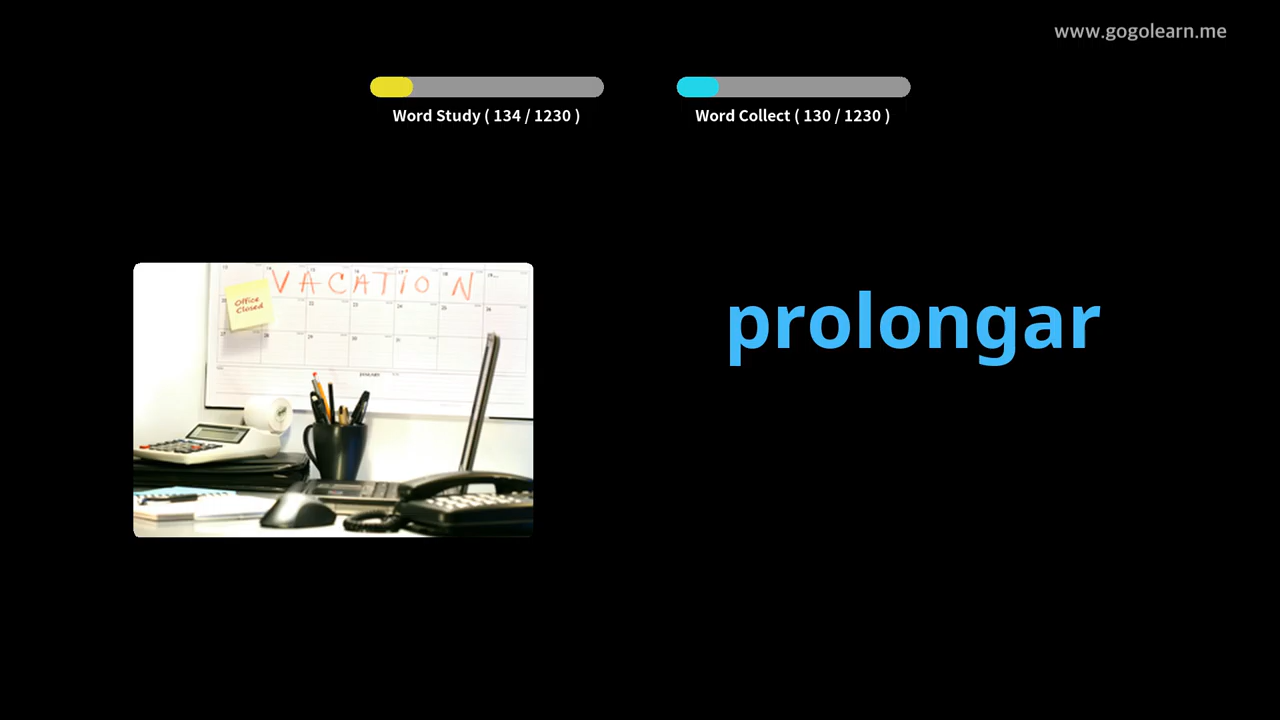 www.gogolearn.me
Word Study ( 134 / 1230 )
Word Collect ( 130 / 1230 )
VACATION
Office
Closed
prolongar